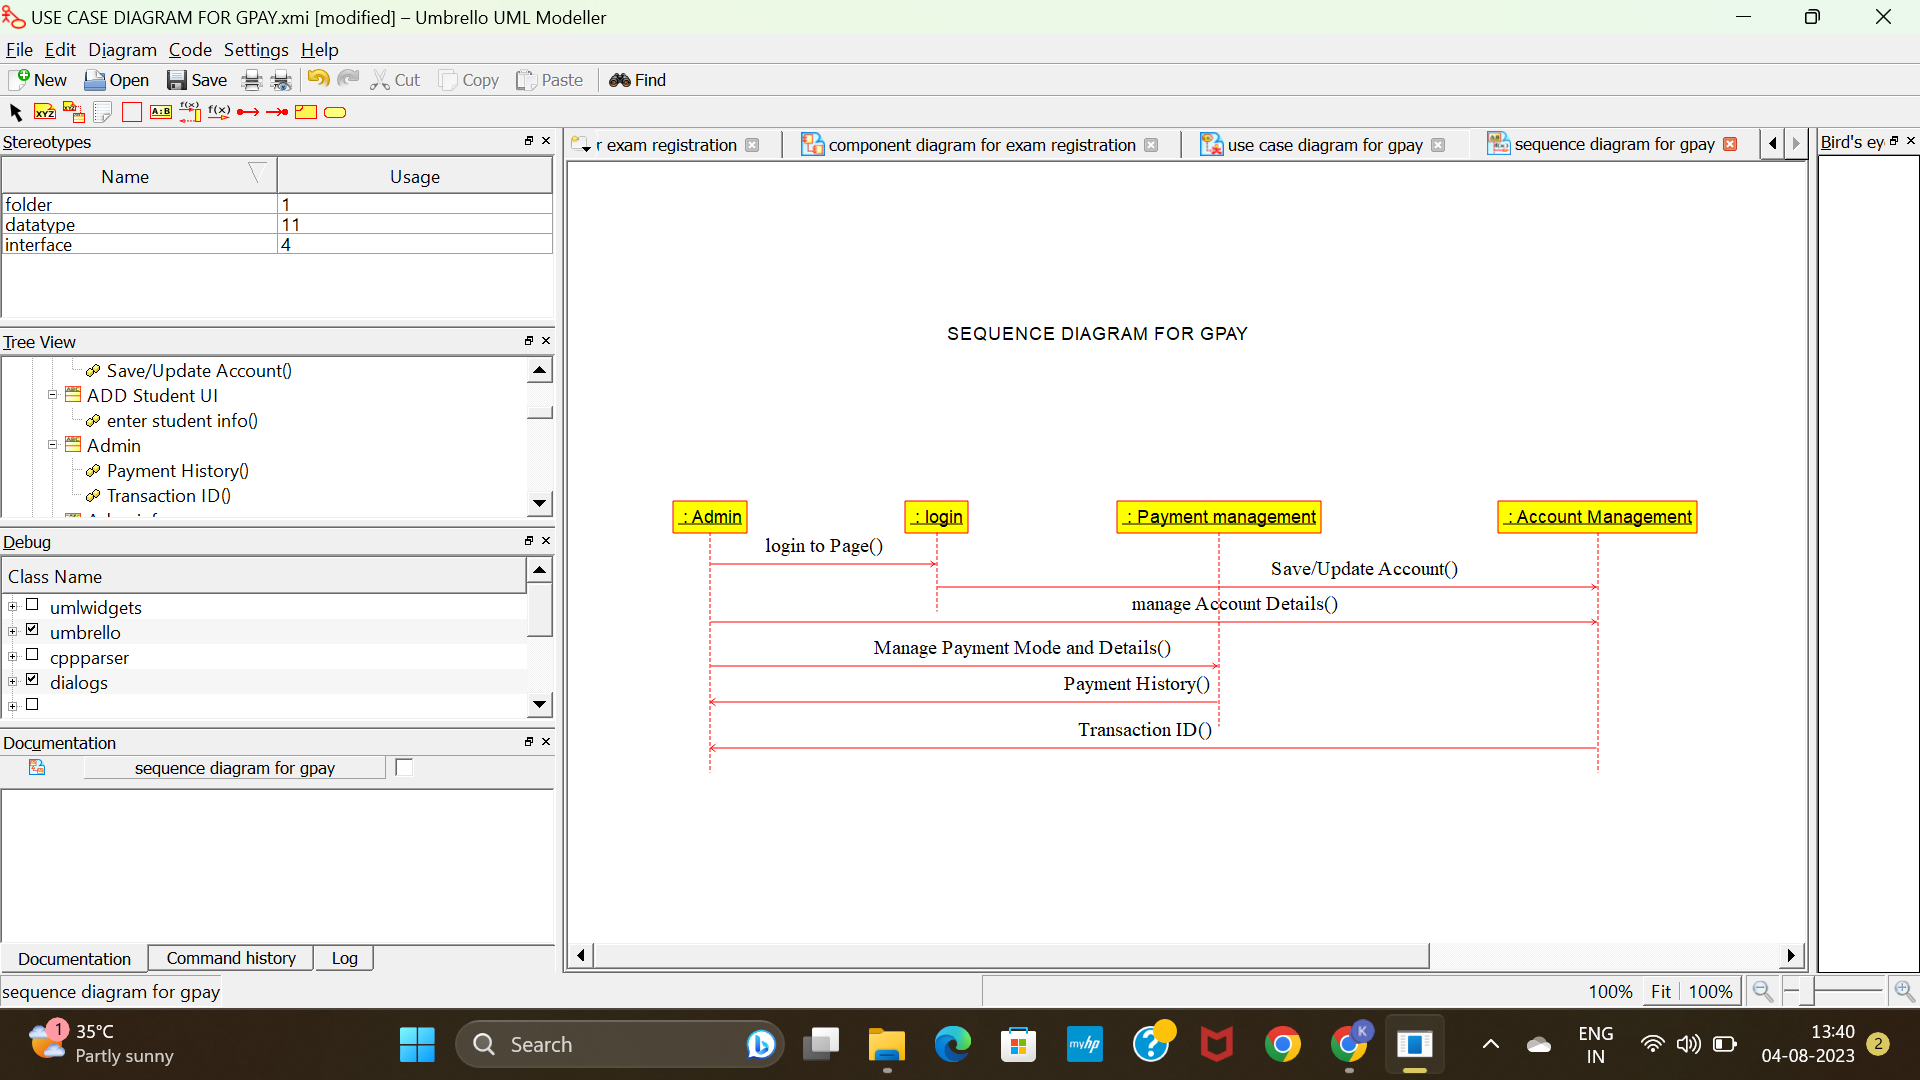 USE CASE DIAGRAM FOR GPAY.xmi [modified] – Umbrello UML Modeller
File Edit Diagram Code Settings Help
New Open Save Cut Copy Paste Find
XYZ XYZ A:B f(x) f(x)
Stereotypes
r exam registration
component diagram for exam registration
use case diagram for gpay
sequence diagram for gpay
Bird's ey
Name Usage
folder 1
datatype 11
interface 4
Tree View
Save/Update Account()
ADD Student UI
enter student info()
Admin
Payment History()
Transaction ID()
Debug
Class Name
umlwidgets
umbrello
cppparser
dialogs
Documentation
sequence diagram for gpay
Documentation Command history Log
SEQUENCE DIAGRAM FOR GPAY
: Admin : login : Payment management : Account Management
login to Page()
Save/Update Account()
manage Account Details()
Manage Payment Mode and Details()
Payment History()
Transaction ID()
sequence diagram for gpay
100% Fit 100%
1 35°C
Partly sunny
Search
myhp
K
ENG
IN
13:40
04-08-2023
2